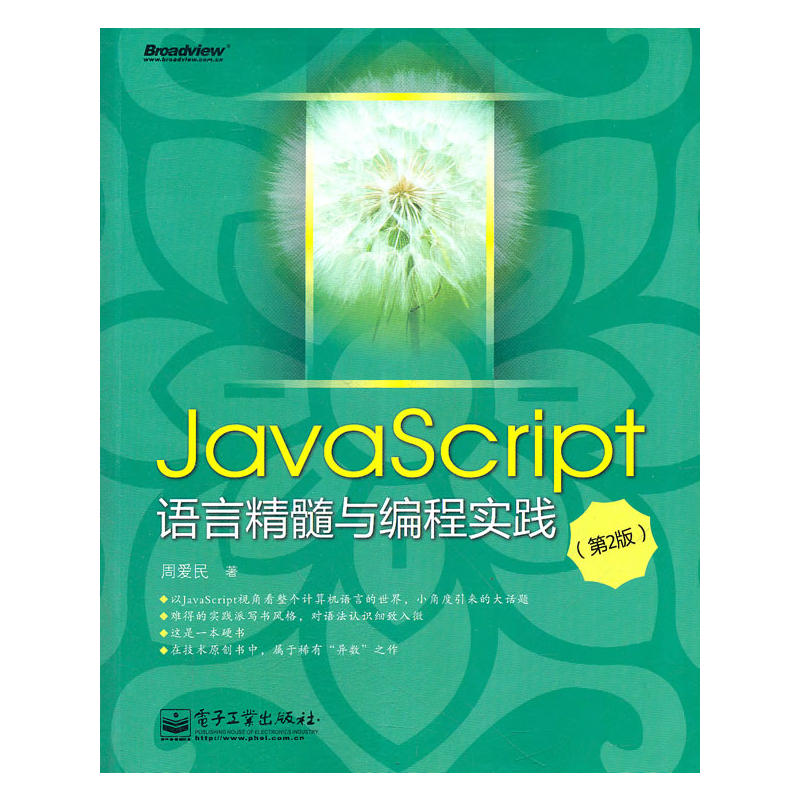 Broadview®
www.broadview.com.cn
JavaScript
语言精髓与编程实践
（第2版）
周爱民 著
◆以JavaScript视角看整个计算机语言的世界，小角度引来的大话题
◆难得的实践派写书风格，对语法认识细致入微
◆这是一本硬书
◆在技术原创书中，属于稀有“异数”之作
電子工業出版社·
PUBLISHING HOUSE OF ELECTRONICS INDUSTRY
http://www.phei.com.cn